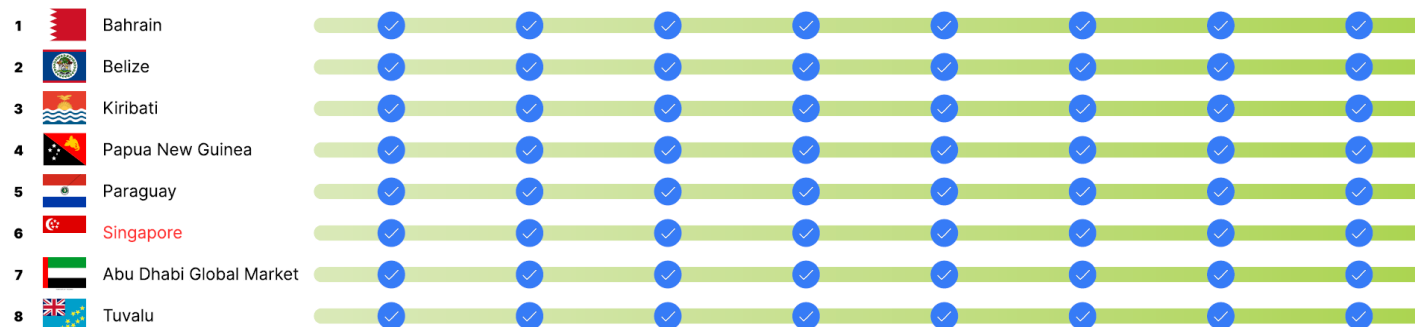 1 Bahrain
2 Belize
3 Kiribati
4 Papua New Guinea
5 Paraguay
6 Singapore
7 Abu Dhabi Global Market
8 Tuvalu